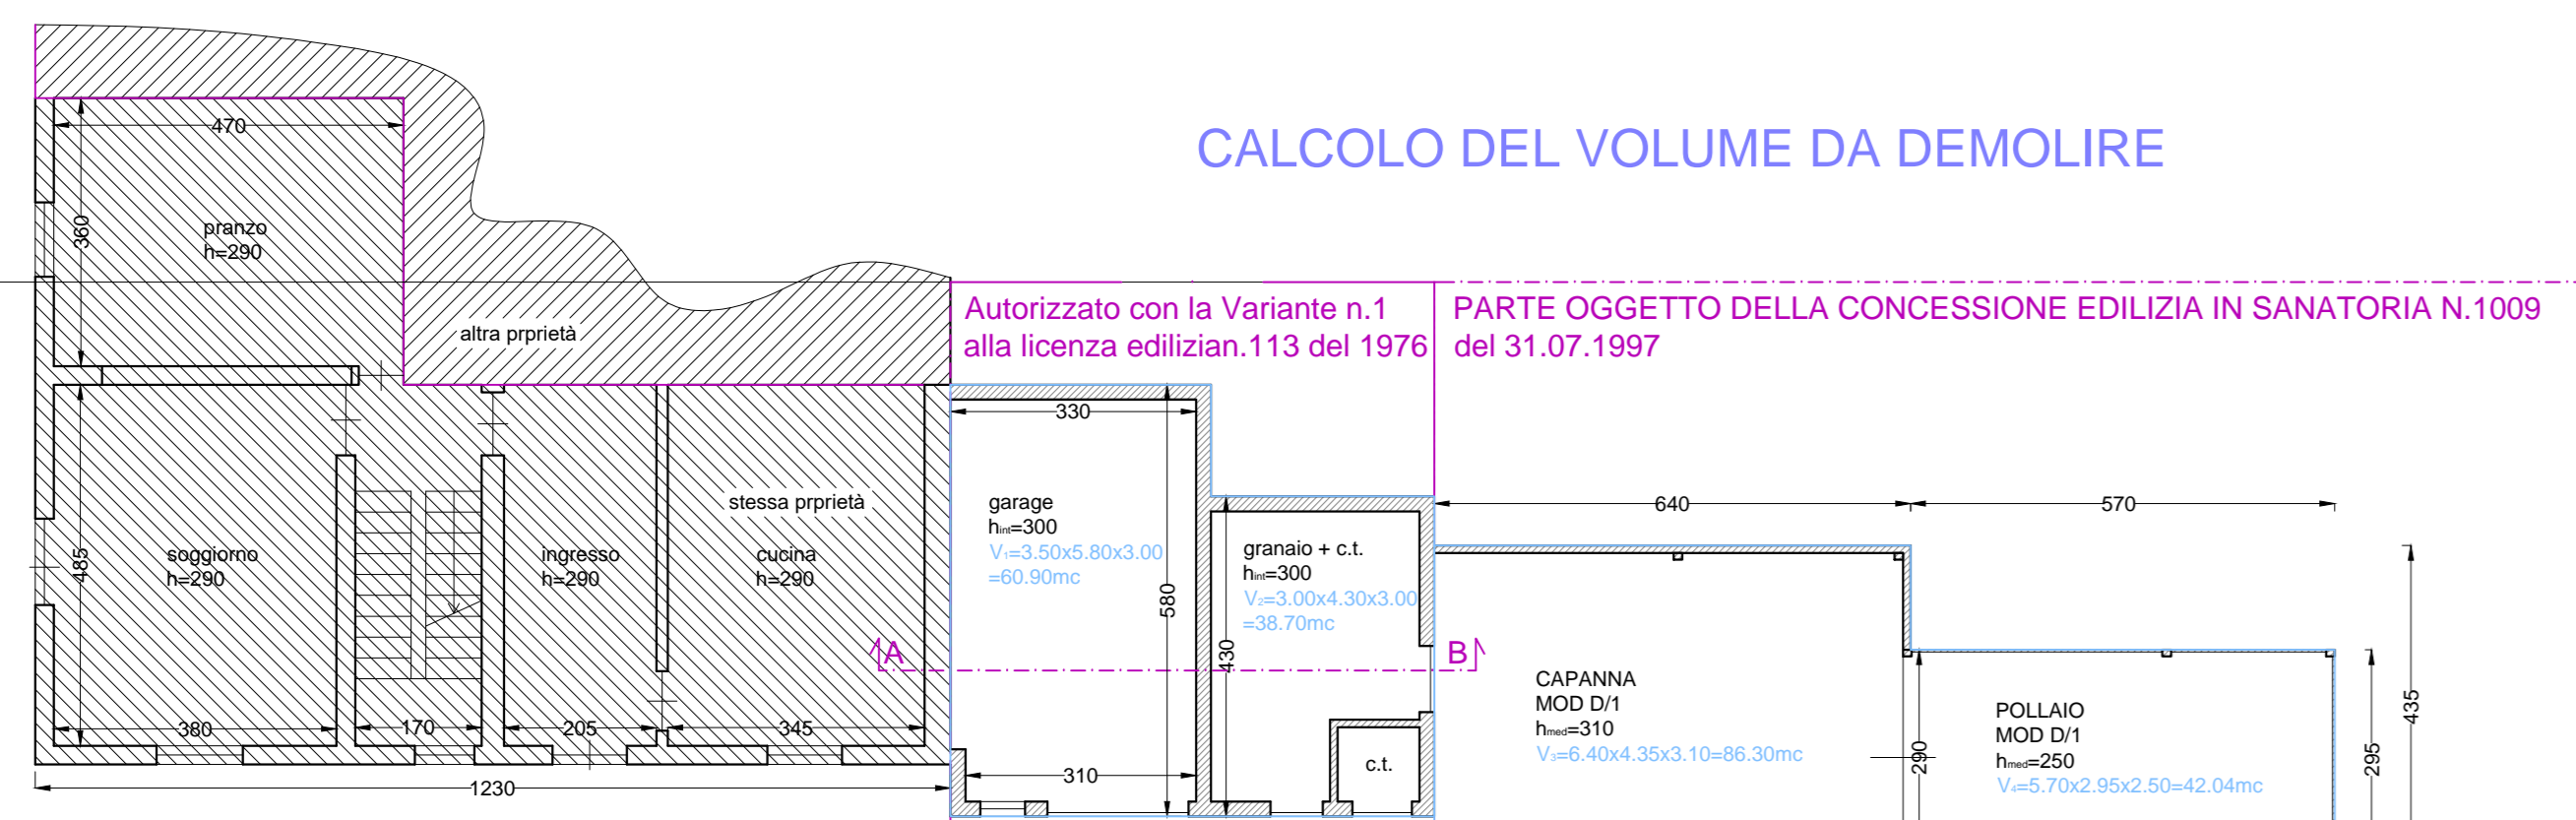 CALCOLO DEL VOLUME DA DEMOLIRE
470
360
pranzo
h=290
altra prprietà
Autorizzato con la Variante n.1
alla licenza edilizian.113 del 1976
PARTE OGGETTO DELLA CONCESSIONE EDILIZIA IN SANATORIA N.1009
del 31.07.1997
330
stessa prprietà
garage
hint=300
V1=3.50x5.80x3.00
=60.90mc
580
granaio + c.t.
hint=300
V2=3.00x4.30x3.00
=38.70mc
430
640
570
485
soggiorno
h=290
ingresso
h=290
cucina
h=290
A
B
CAPANNA
MOD D/1
hmed=310
V3=6.40x4.35x3.10=86.30mc
290
POLLAIO
MOD D/1
hmed=250
V4=5.70x2.95x2.50=42.04mc
295
435
380
170
205
345
310
c.t.
1230